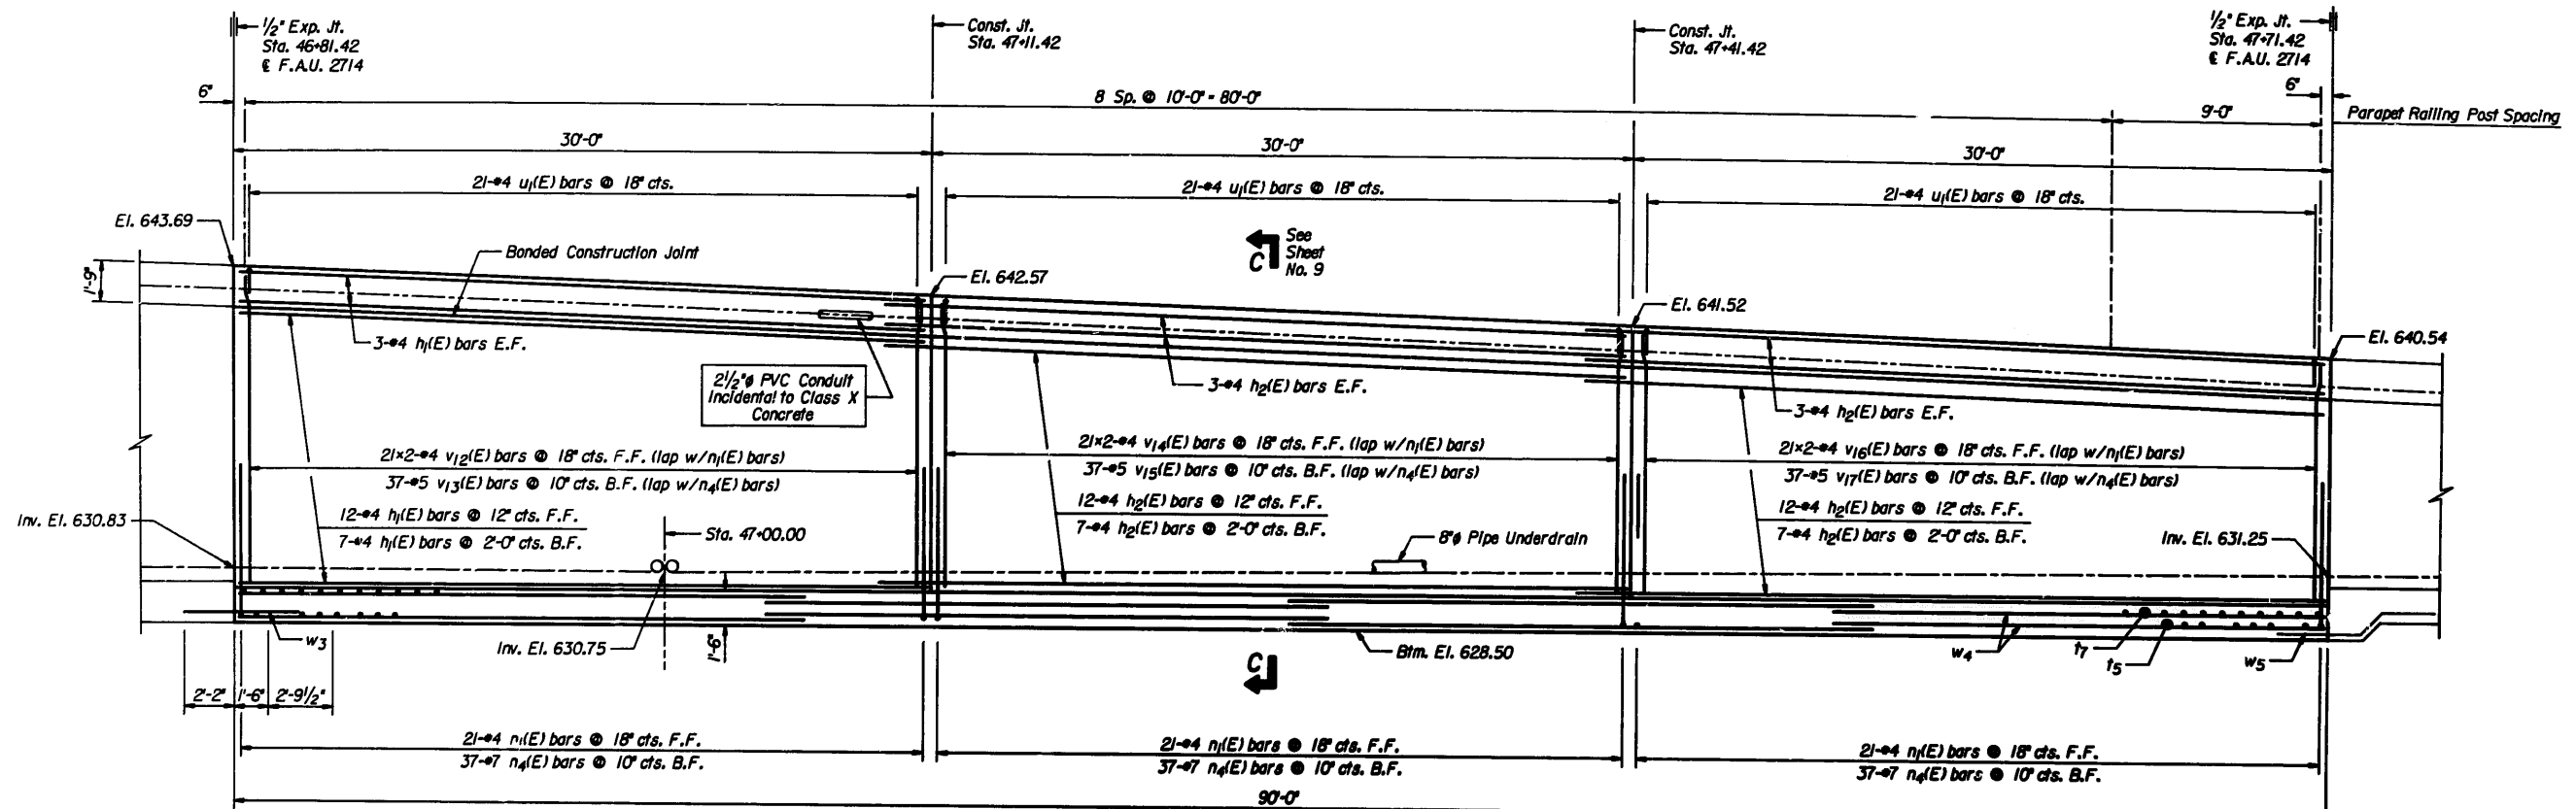 1/2" Exp. Jt.
Sta. 46+81.42
℄ F.A.U. 2714
Const. Jt.
Sta. 47+11.42
Const. Jt.
Sta. 47+41.42
1/2" Exp. Jt.
Sta. 47+71.42
℄ F.A.U. 2714
6"
8 Sp. @ 10'-0" = 80'-0"
9'-0"
6"
Parapet Railing Post Spacing
30'-0"
30'-0"
30'-0"
21-#4 u1(E) bars @ 18" cts.
21-#4 u1(E) bars @ 18" cts.
21-#4 u1(E) bars @ 18" cts.
El. 643.69
1'-9"
Bonded Construction Joint
El. 642.57
C
See
Sheet
No. 9
El. 641.52
El. 640.54
3-#4 h1(E) bars E.F.
2 1/2"ø PVC Conduit
Incidental to Class X
Concrete
3-#4 h2(E) bars E.F.
3-#4 h2(E) bars E.F.
21x2-#4 v12(E) bars @ 18" cts. F.F. (lap w/n1(E) bars)
37-#5 v13(E) bars @ 10" cts. B.F. (lap w/n4(E) bars)
21x2-#4 v14(E) bars @ 18" cts. F.F. (lap w/n1(E) bars)
37-#5 v15(E) bars @ 10" cts. B.F. (lap w/n4(E) bars)
21x2-#4 v16(E) bars @ 18" cts. F.F. (lap w/n1(E) bars)
37-#5 v17(E) bars @ 10" cts. B.F. (lap w/n4(E) bars)
12-#4 h1(E) bars @ 12" cts. F.F.
7-#4 h1(E) bars @ 2'-0" cts. B.F.
12-#4 h2(E) bars @ 12" cts. F.F.
7-#4 h2(E) bars @ 2'-0" cts. B.F.
12-#4 h2(E) bars @ 12" cts. F.F.
7-#4 h2(E) bars @ 2'-0" cts. B.F.
Inv. El. 630.83
Sta. 47+00.00
8"ø Pipe Underdrain
Inv. El. 631.25
w3
Inv. El. 630.75
1'-6"
Btm. El. 628.50
w4
t7
t5
w5
C
2'-2"
1'-6"
2'-9 1/2"
21-#4 n1(E) bars @ 18" cts. F.F.
37-#7 n4(E) bars @ 10" cts. B.F.
21-#4 n1(E) bars @ 18" cts. F.F.
37-#7 n4(E) bars @ 10" cts. B.F.
21-#4 n1(E) bars @ 18" cts. F.F.
37-#7 n4(E) bars @ 10" cts. B.F.
90'-0"